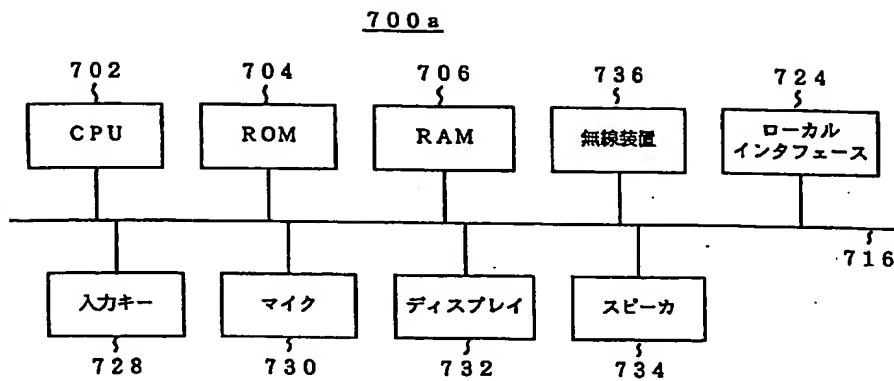 700a
702
704
706
736
724
CPU
ROM
RAM
無線装置
ローカル
インタフェース
716
入力キー
マイク
ディスプレイ
スピーカ
728
730
732
734